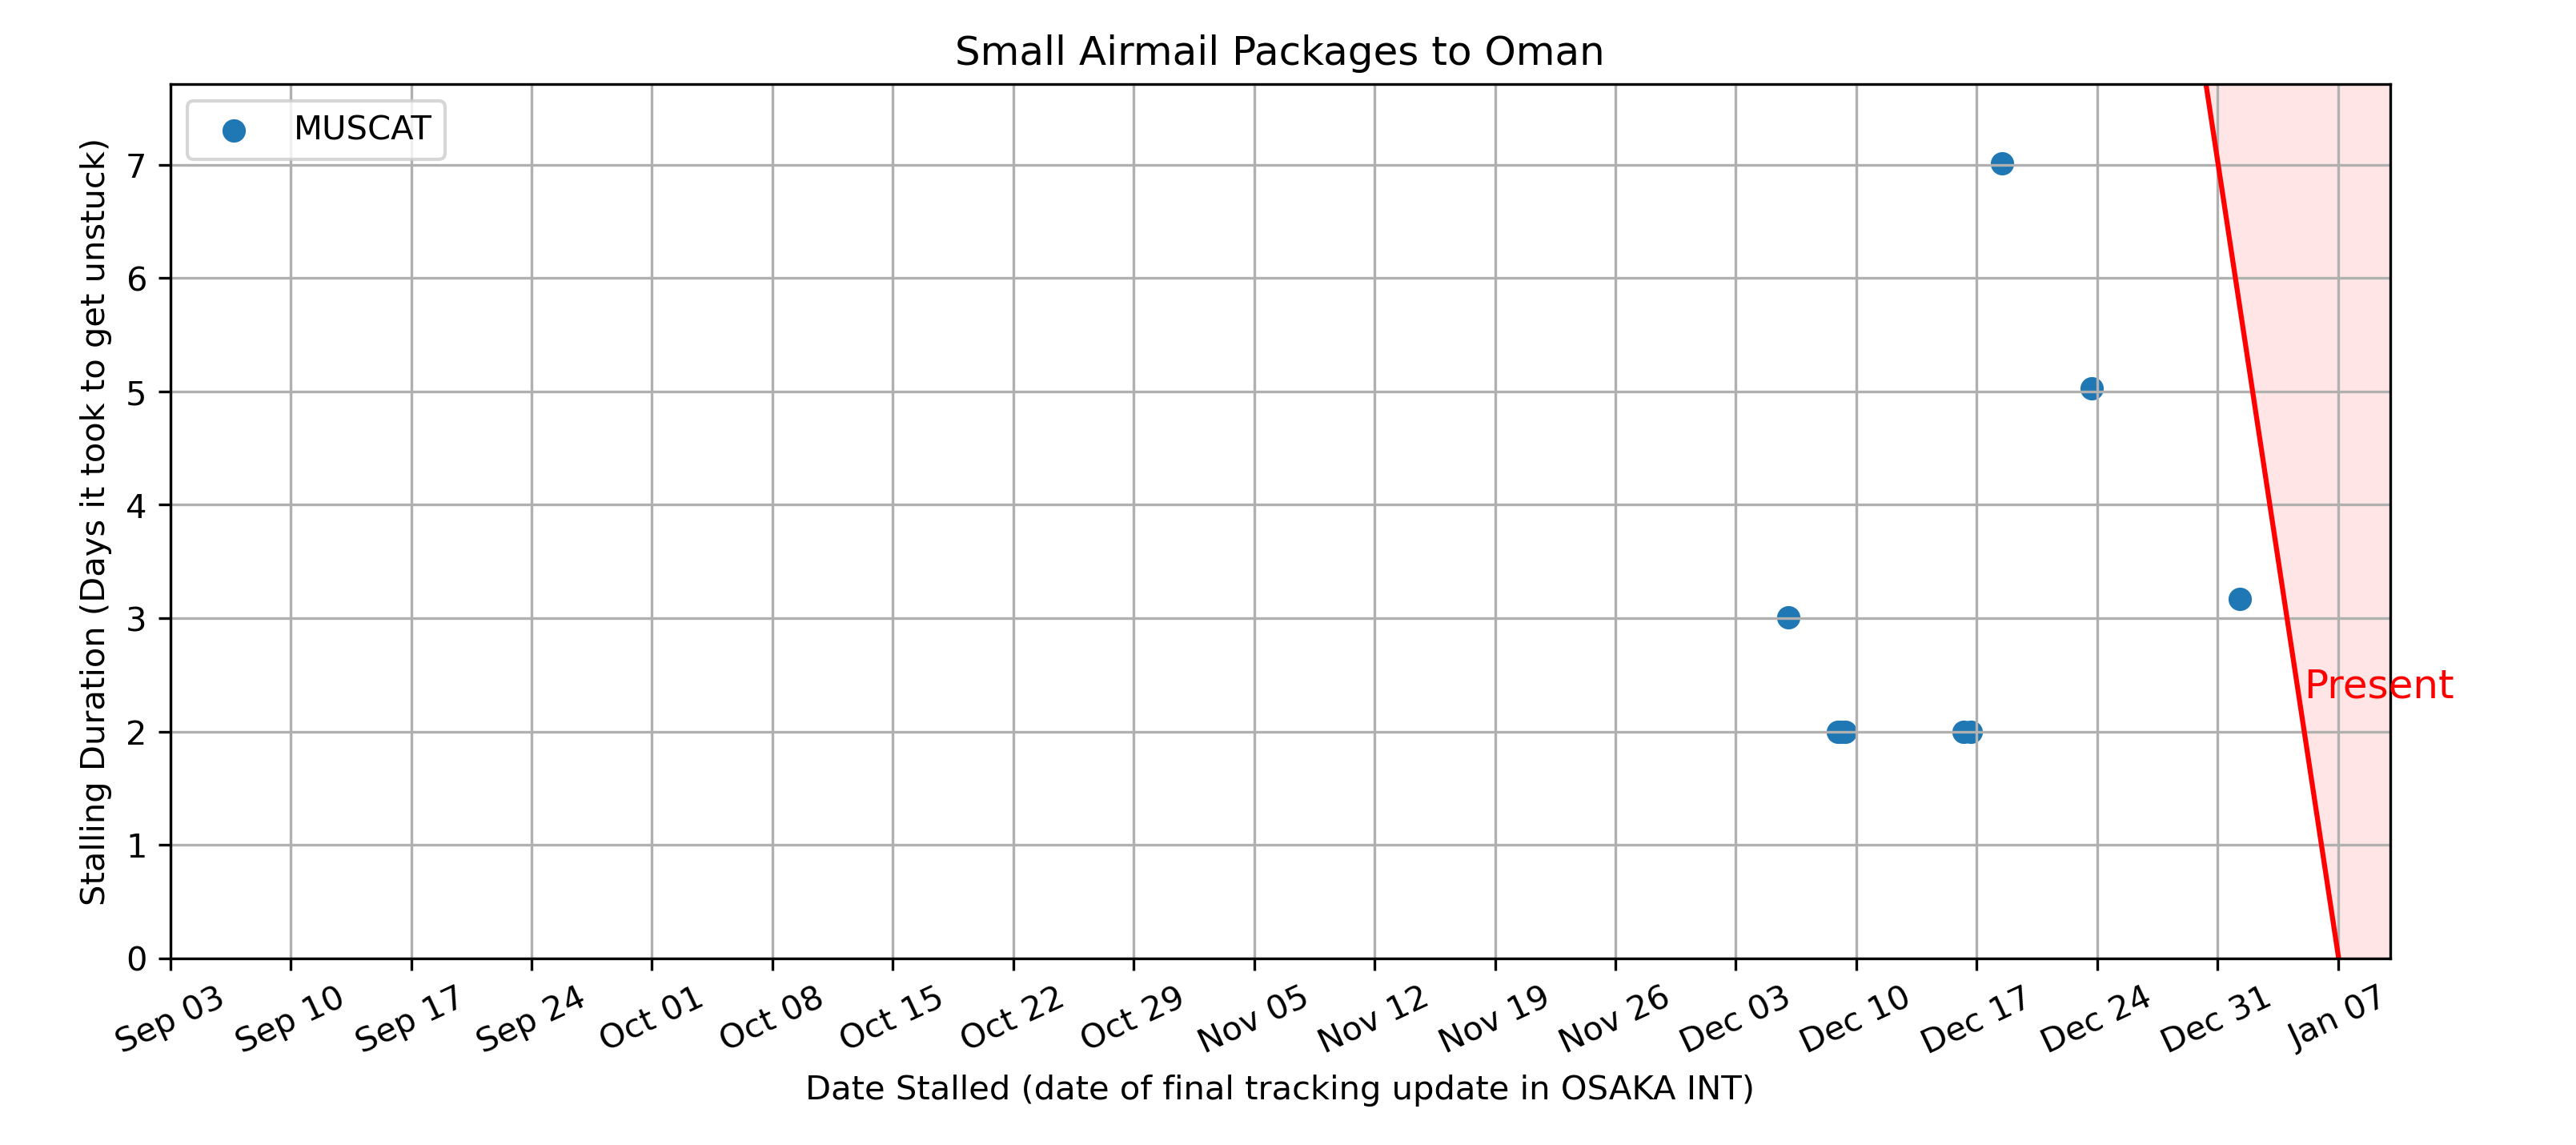 Small Airmail Packages to Oman
MUSCAT
Stalling Duration (Days it took to get unstuck)
7
6
5
4
3
2
1
0
Present
Sep 03
Sep 10
Sep 17
Sep 24
Oct 01
Oct 08
Oct 15
Oct 22
Oct 29
Nov 05
Nov 12
Nov 19
Nov 26
Dec 03
Dec 10
Dec 17
Dec 24
Dec 31
Jan 07
Date Stalled (date of final tracking update in OSAKA INT)